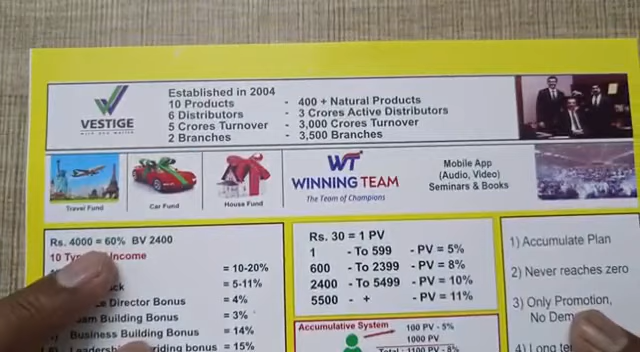 VESTIGE
Established in 2004
10 Products - 400 + Natural Products
6 Distributors - 3 Crores Active Distributors
5 Crores Turnover - 3,000 Crores Turnover
2 Branches - 3,500 Branches
Travel Fund
Car Fund
House Fund
WT
WINNING TEAM
The Team of Champions
Mobile App
(Audio, Video)
Seminars & Books
Rs. 4000 = 60% BV 2400
10 Income
= 10-20%
= 5-11%
Director Bonus = 4%
Building Bonus = 3%
Business Building Bonus = 14%
bonus = 15%
Rs. 30 = 1 PV
1 - To 599 - PV = 5%
600 - To 2399 - PV = 8%
2400 - To 5499 - PV = 10%
5500 - + - PV = 11%
Accumulative System
100 PV - 5%
1000 PV
Total : 1100 PV - 8%
1) Accumulate Plan
2) Never reaches zero
3) Only Promotion,
No
4) Long